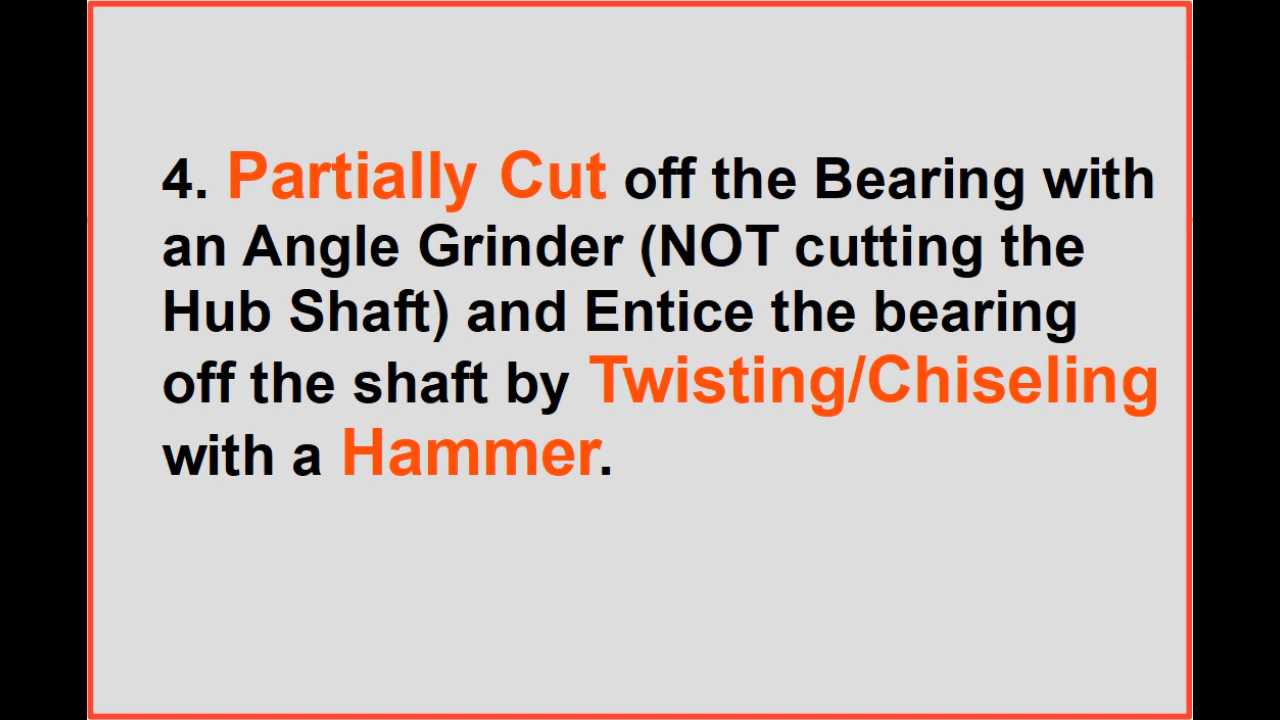 4. Partially Cut off the Bearing with
an Angle Grinder (NOT cutting the
Hub Shaft) and Entice the bearing
off the shaft by Twisting/Chiseling
with a Hammer.